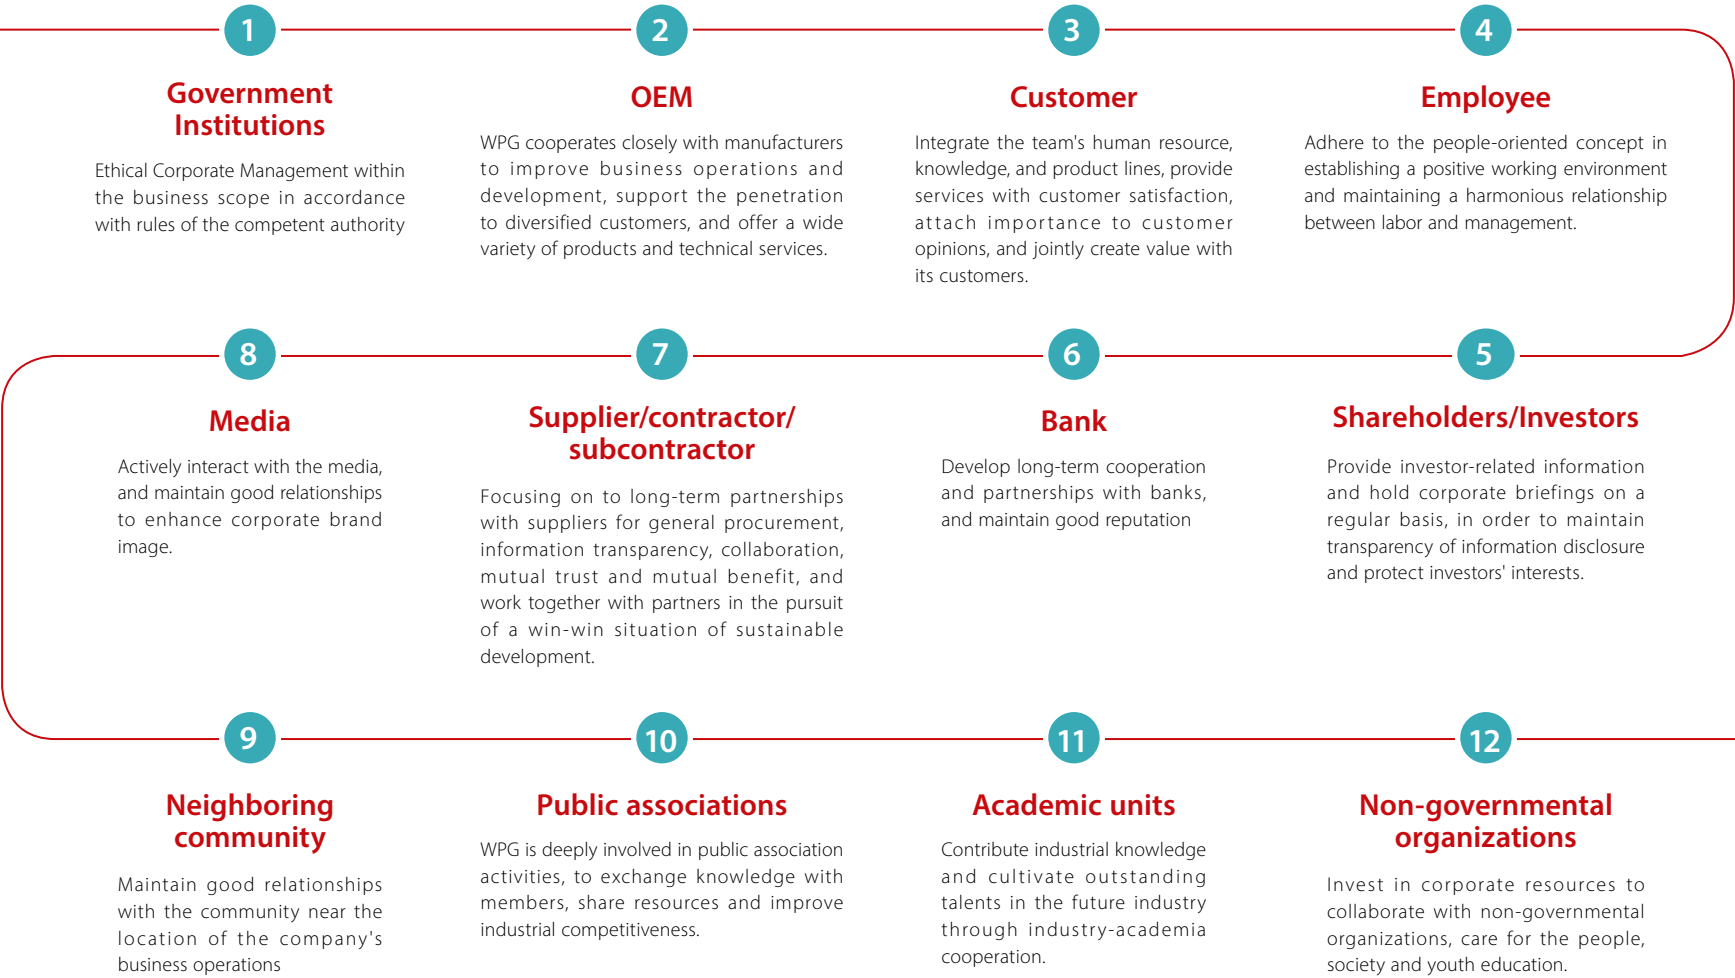 1
Government
Institutions
Ethical Corporate Management within
the business scope in accordance
with rules of the competent authority
2
OEM
WPG cooperates closely with manufacturers
to improve business operations and
development, support the penetration
to diversified customers, and offer a wide
variety of products and technical services.
3
Customer
Integrate the team's human resource,
knowledge, and product lines, provide
services with customer satisfaction,
attach importance to customer
opinions, and jointly create value with
its customers.
4
Employee
Adhere to the people-oriented concept in
establishing a positive working environment
and maintaining a harmonious relationship
between labor and management.
5
Shareholders/Investors
Provide investor-related information
and hold corporate briefings on a
regular basis, in order to maintain
transparency of information disclosure
and protect investors' interests.
6
Bank
Develop long-term cooperation
and partnerships with banks,
and maintain good reputation
7
Supplier/contractor/
subcontractor
Focusing on to long-term partnerships
with suppliers for general procurement,
information transparency, collaboration,
mutual trust and mutual benefit, and
work together with partners in the pursuit
of a win-win situation of sustainable
development.
8
Media
Actively interact with the media,
and maintain good relationships
to enhance corporate brand
image.
9
Neighboring
community
Maintain good relationships
with the community near the
location of the company's
business operations
10
Public associations
WPG is deeply involved in public association
activities, to exchange knowledge with
members, share resources and improve
industrial competitiveness.
11
Academic units
Contribute industrial knowledge
and cultivate outstanding
talents in the future industry
through industry-academia
cooperation.
12
Non-governmental
organizations
Invest in corporate resources to
collaborate with non-governmental
organizations, care for the people,
society and youth education.